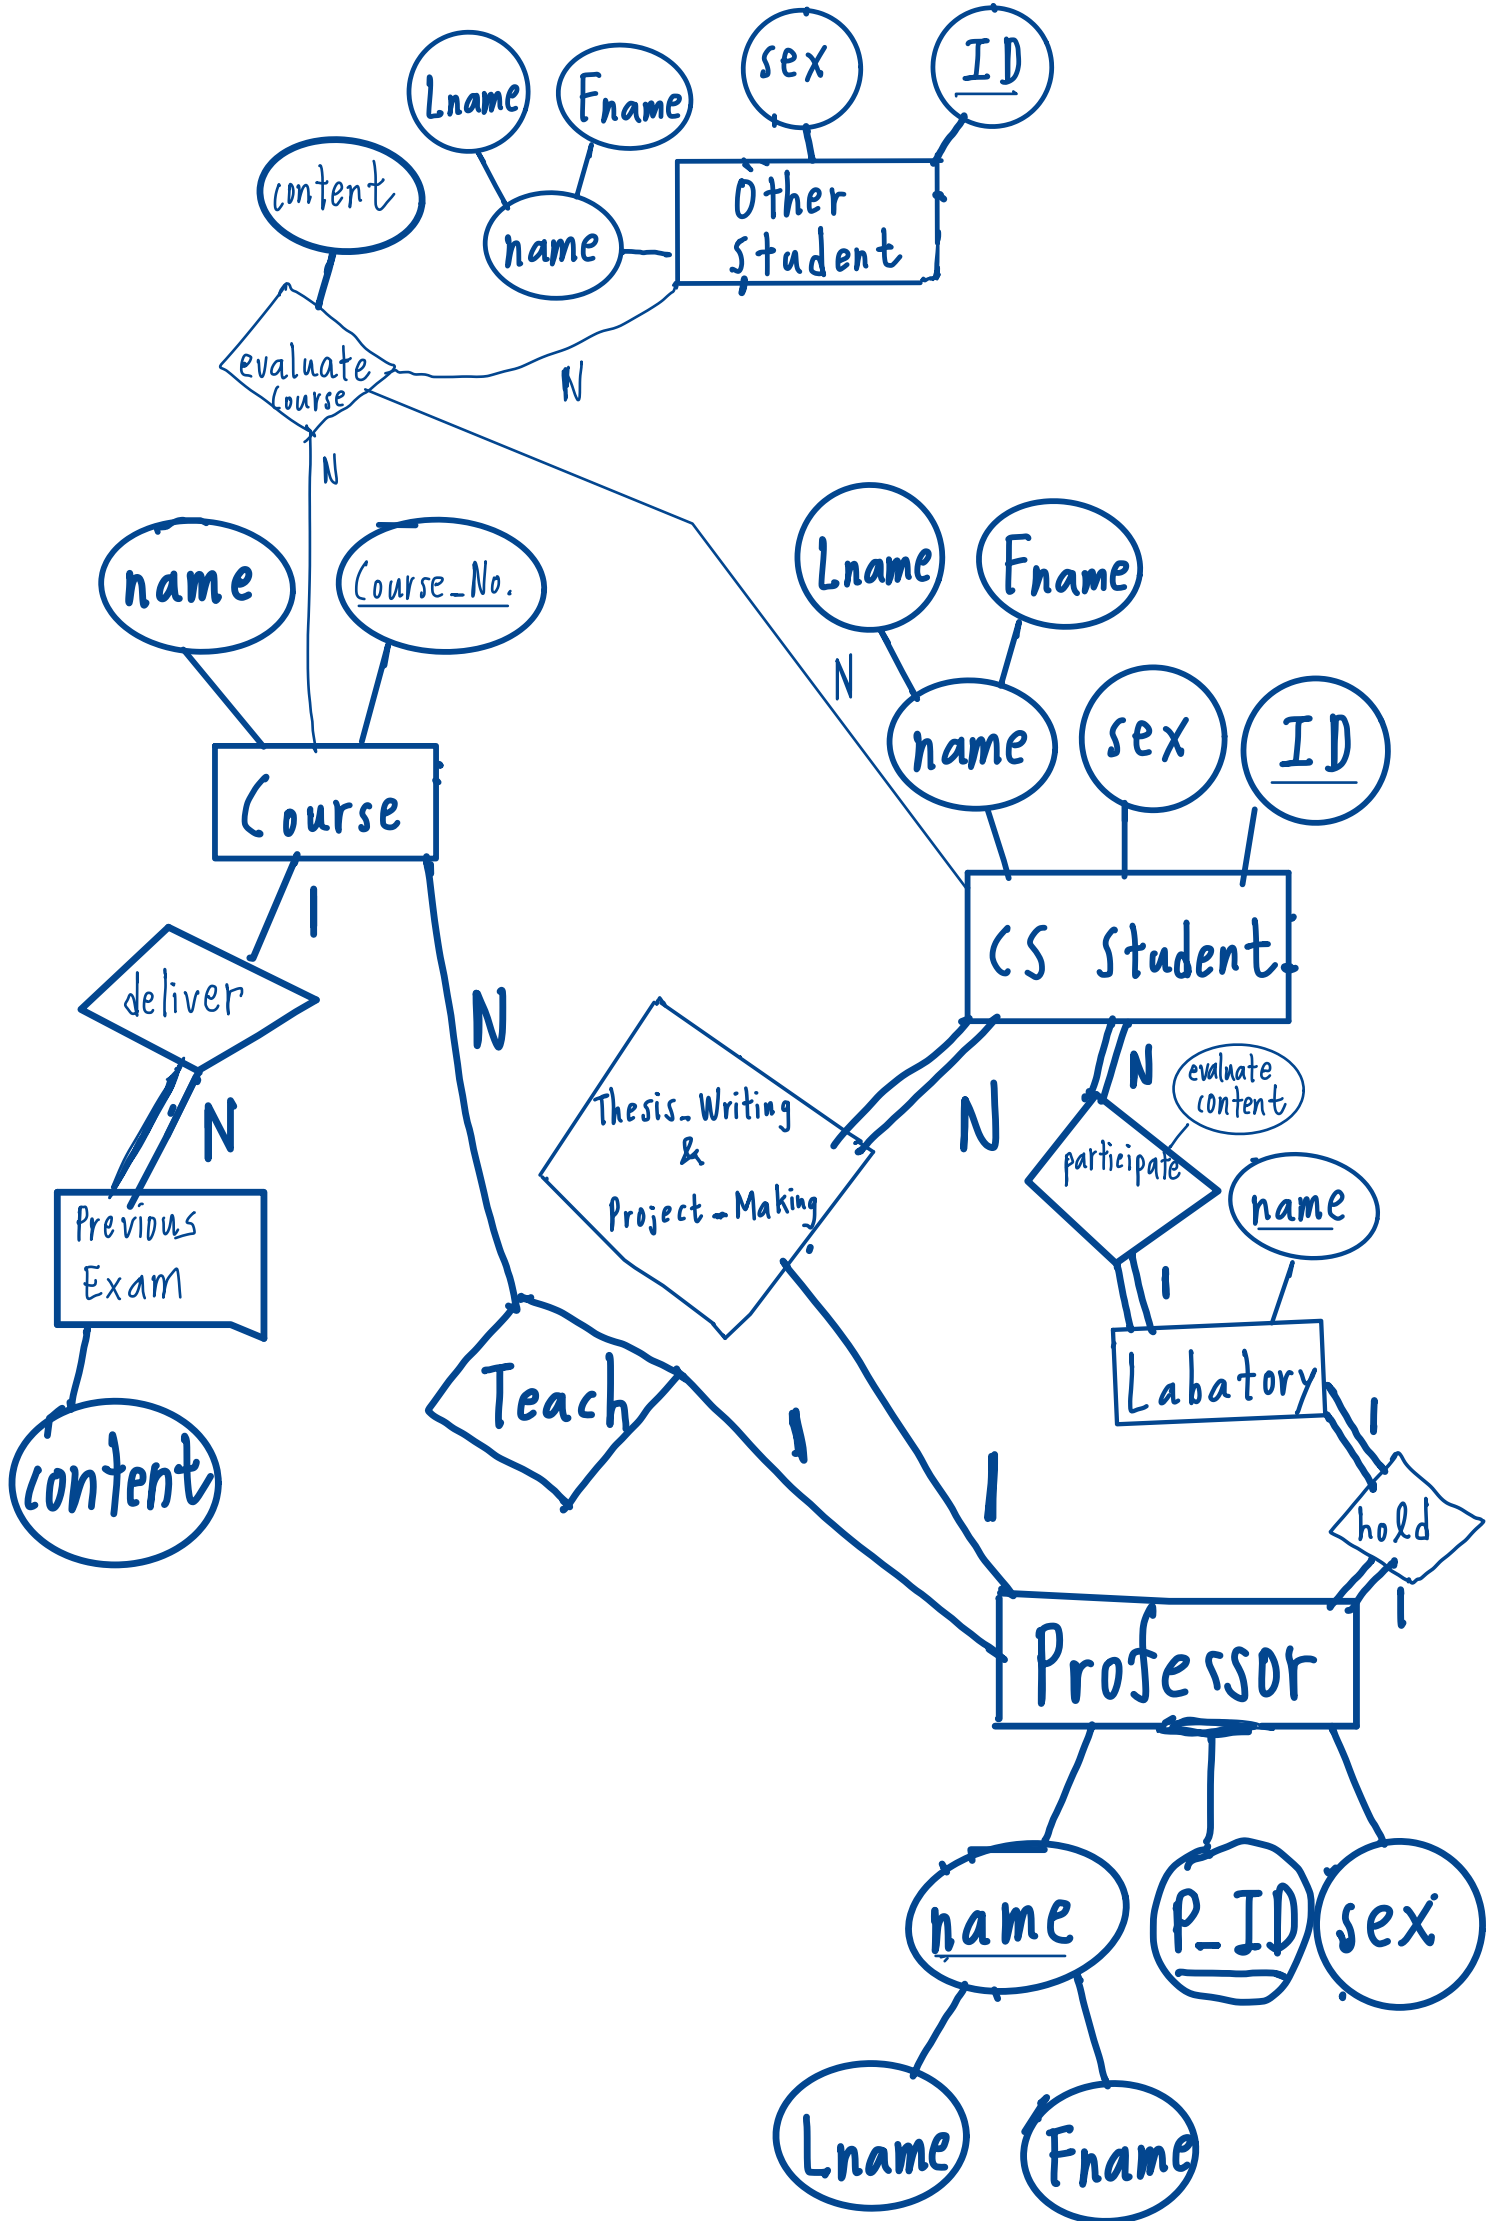 sex
ID
Lname
Fname
content
Other
Student
name
evaluate
Course
N
N
Lname
Fname
name
Course_No.
N
name
sex
ID
Course
1
CS Student
deliver
N
N
N
evaluate
content
Thesis_Writing
&
Project_Making
participate
N
name
Previous
Exam
1
Labatory
Teach
1
1
content
1
hold
1
Professor
name
P_ID
sex
Lname
Fname